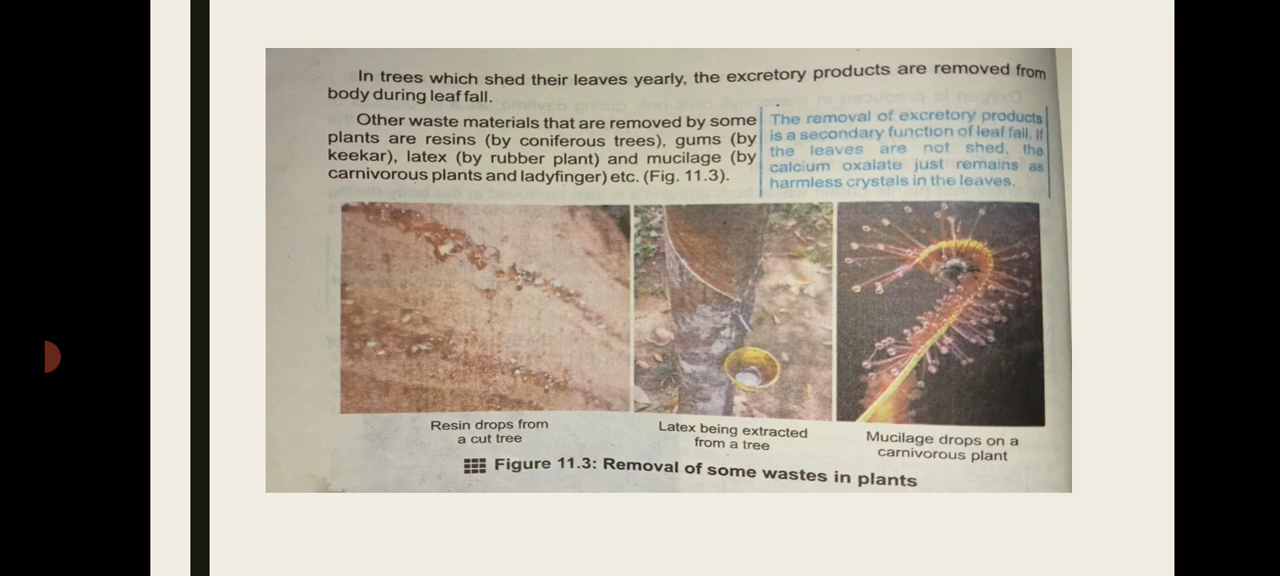 In trees which shed their leaves yearly, the excretory products are removed from
body during leaf fall.
Other waste materials that are removed by some
plants are resins (by coniferous trees), gums (by
keekar), latex (by rubber plant) and mucilage (by
carnivorous plants and ladyfinger) etc. (Fig. 11.3).
The removal of excretory products
is a secondary function of leaf fall. If
the leaves are not shed, the
calcium oxalate just remains as
harmless crystals in the leaves.
Resin drops from
a cut tree
Latex being extracted
from a tree
Mucilage drops on a
carnivorous plant
Figure 11.3: Removal of some wastes in plants